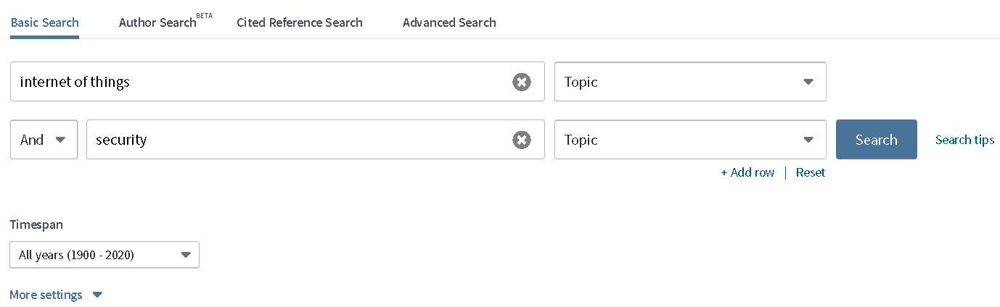 Basic Search Author Search BETA Cited Reference Search Advanced Search
internet of things Topic
And security Topic Search Search tips
+ Add row | Reset
Timespan
All years (1900 - 2020)
More settings